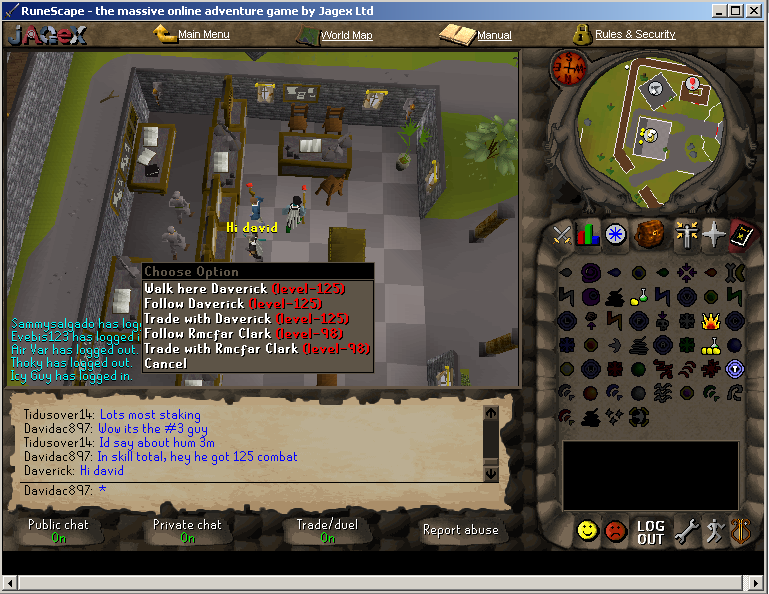 RuneScape - the massive online adventure game by Jagex Ltd
JAGEX
Main Menu
World Map
Manual
Rules & Security
Hi david
Choose Option
Walk here Daverick (level-125)
Follow Daverick (level-125)
Trade with Daverick (level-125)
Follow Rmcfar Clark (level-98)
Trade with Rmcfar Clark (level-98)
Cancel
Sammysalgado has log
Evebis123 has logged i
Air Var has logged out.
Thoky has logged out.
Icy Guy has logged in.
Tidusover14: Lots most staking
Davidac897: Wow its the #3 guy
Tidusover14: Id say about hum 3m
Davidac897: In skill total, hey he got 125 combat
Daverick: Hi david
Davidac897: *
Public chat
On
Private chat
On
Trade/duel
On
Report abuse
LOG
OUT